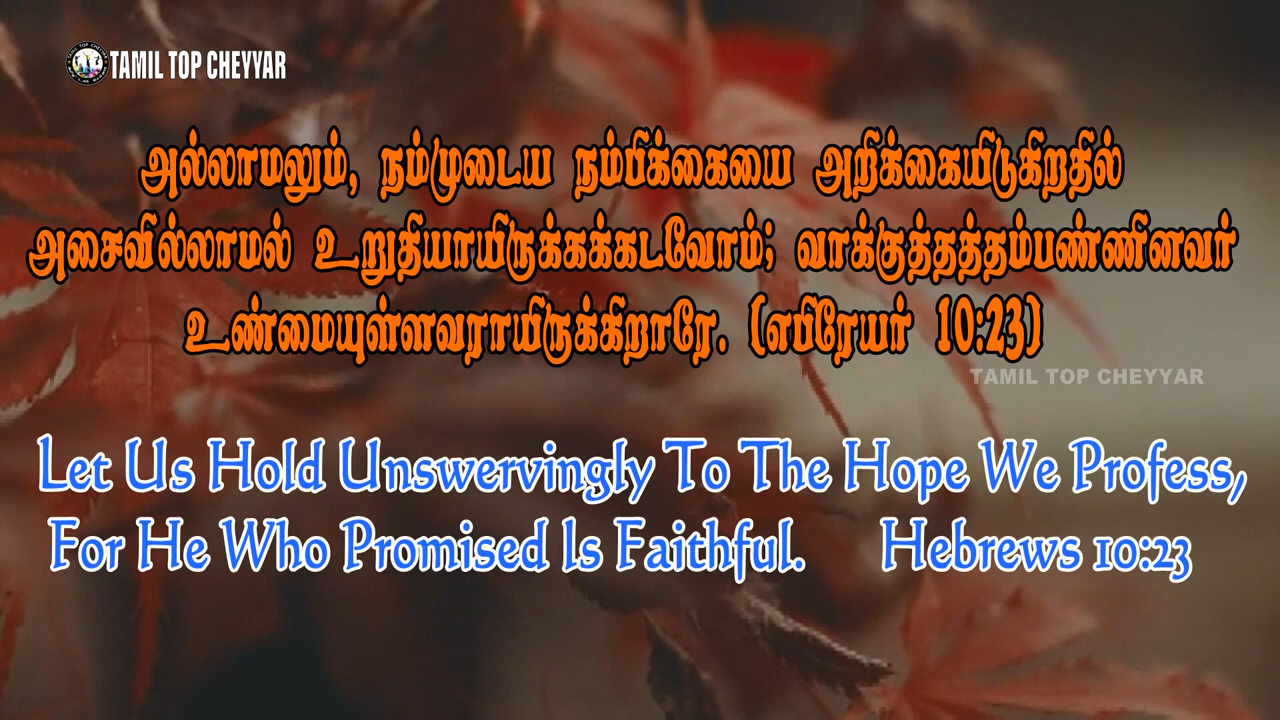 TAMIL TOP CHEYYAR
அல்லாமலும், நம்முடைய நம்பிக்கையை அறிக்கையிடுகிறதில்
அசைவில்லாமல் உறுதியாயிருக்கக்கடவோம்; வாக்குத்தத்தம்பண்ணினவர்
உண்மையுள்ளவராயிருக்கிறாரே. (எபிரேயர் 10:23)
TAMIL TOP CHEYYAR
Let Us Hold Unswervingly To The Hope We Profess,
For He Who Promised Is Faithful. Hebrews 10:23